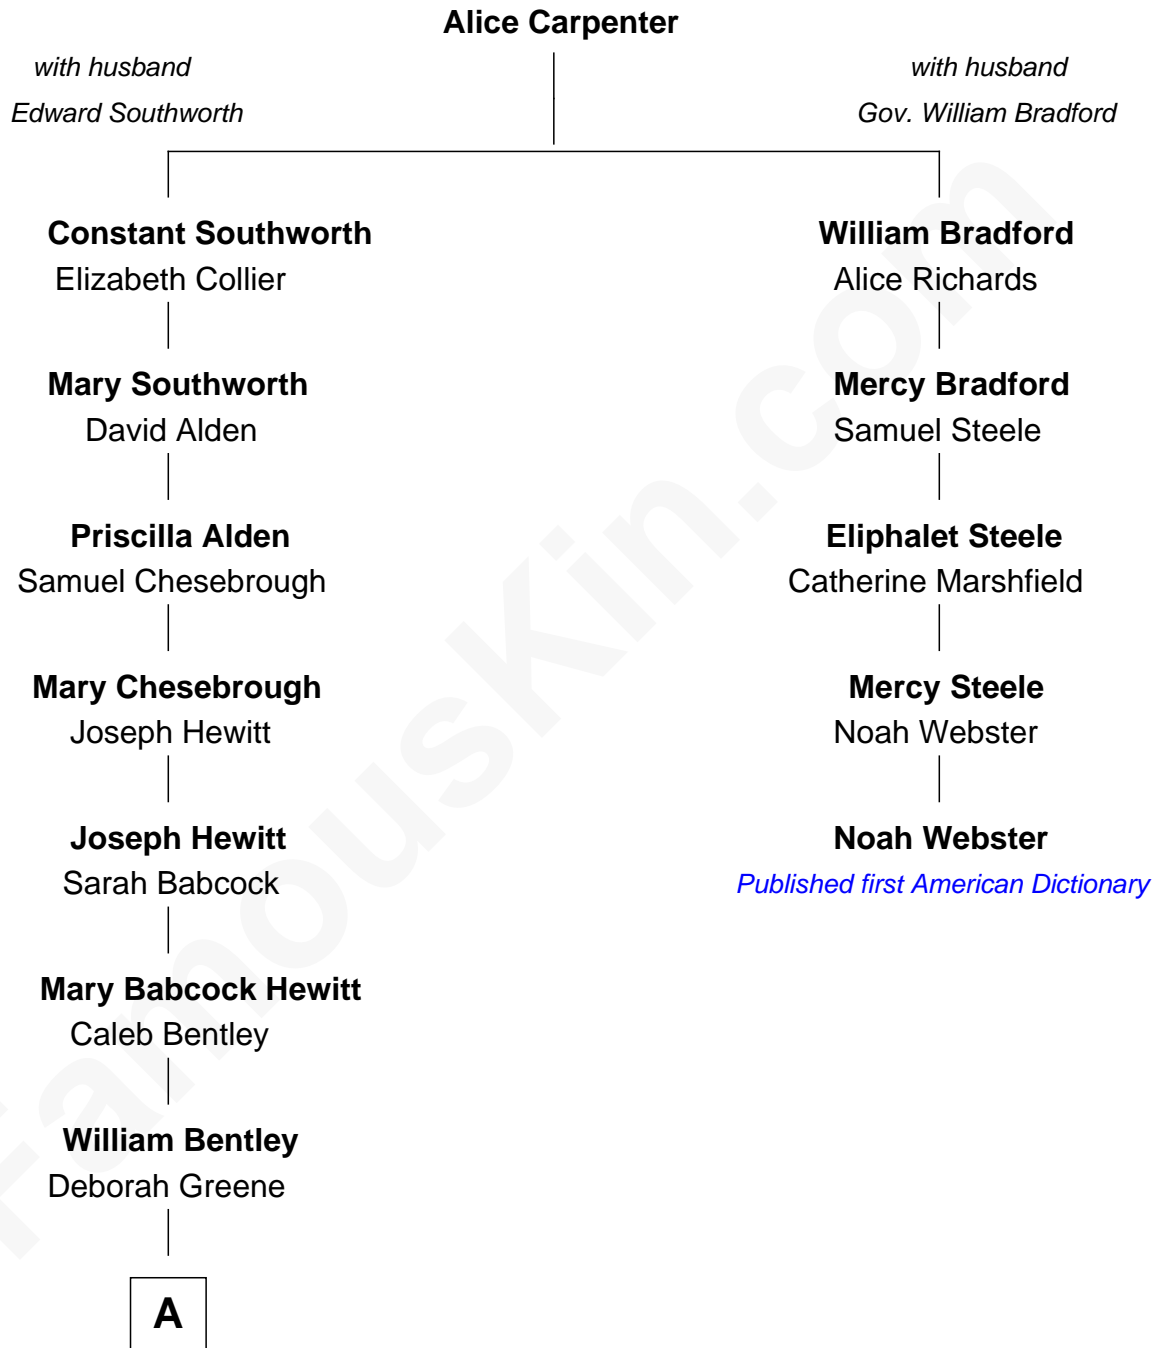 Alice Carpenter
with husband
Edward Southworth
with husband
Gov. William Bradford
Constant Southworth
Elizabeth Collier
William Bradford
Alice Richards
Mary Southworth
David Alden
Mercy Bradford
Samuel Steele
Priscilla Alden
Samuel Chesebrough
Eliphalet Steele
Catherine Marshfield
Mary Chesebrough
Joseph Hewitt
Mercy Steele
Noah Webster
Joseph Hewitt
Sarah Babcock
Noah Webster
Published first American Dictionary
Mary Babcock Hewitt
Caleb Bentley
William Bentley
Deborah Greene
A
FamousKin.com